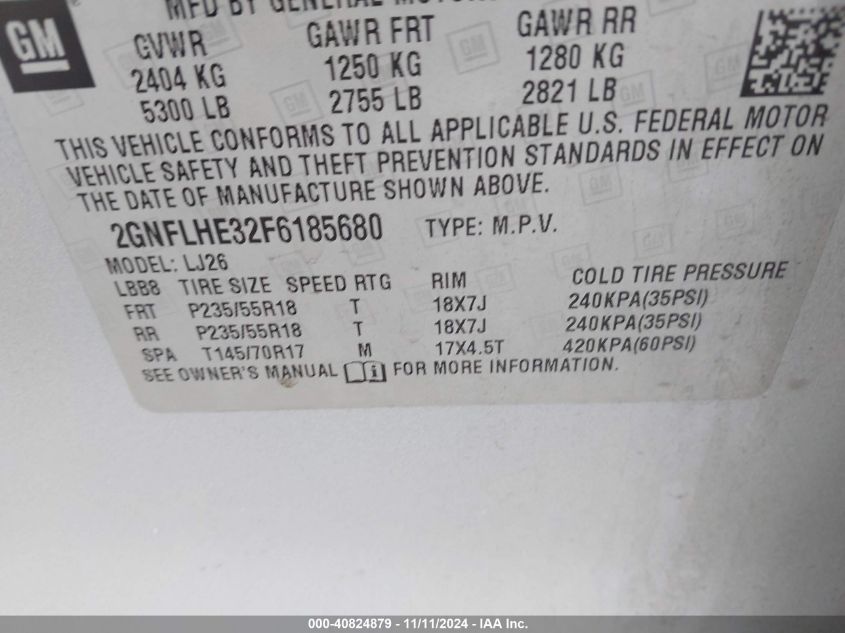 MFD BY GENERAL MOTORS
GM
GVWR GAWR FRT GAWR RR
2404 KG 1250 KG 1280 KG
5300 LB 2755 LB 2821 LB
THIS VEHICLE CONFORMS TO ALL APPLICABLE U.S. FEDERAL MOTOR
VEHICLE SAFETY AND THEFT PREVENTION STANDARDS IN EFFECT ON
THE DATE OF MANUFACTURE SHOWN ABOVE.
2GNFLHE32F6185680 TYPE: M.P.V.
MODEL: LJ26
LBB8 TIRE SIZE SPEED RTG RIM COLD TIRE PRESSURE
FRT P235/55R18 T 18X7J 240KPA(35PSI)
RR P235/55R18 T 18X7J 240KPA(35PSI)
SPA T145/70R17 M 17X4.5T 420KPA(60PSI)
SEE OWNER'S MANUAL FOR MORE INFORMATION.
000-40824879 - 11/11/2024 - IAA Inc.